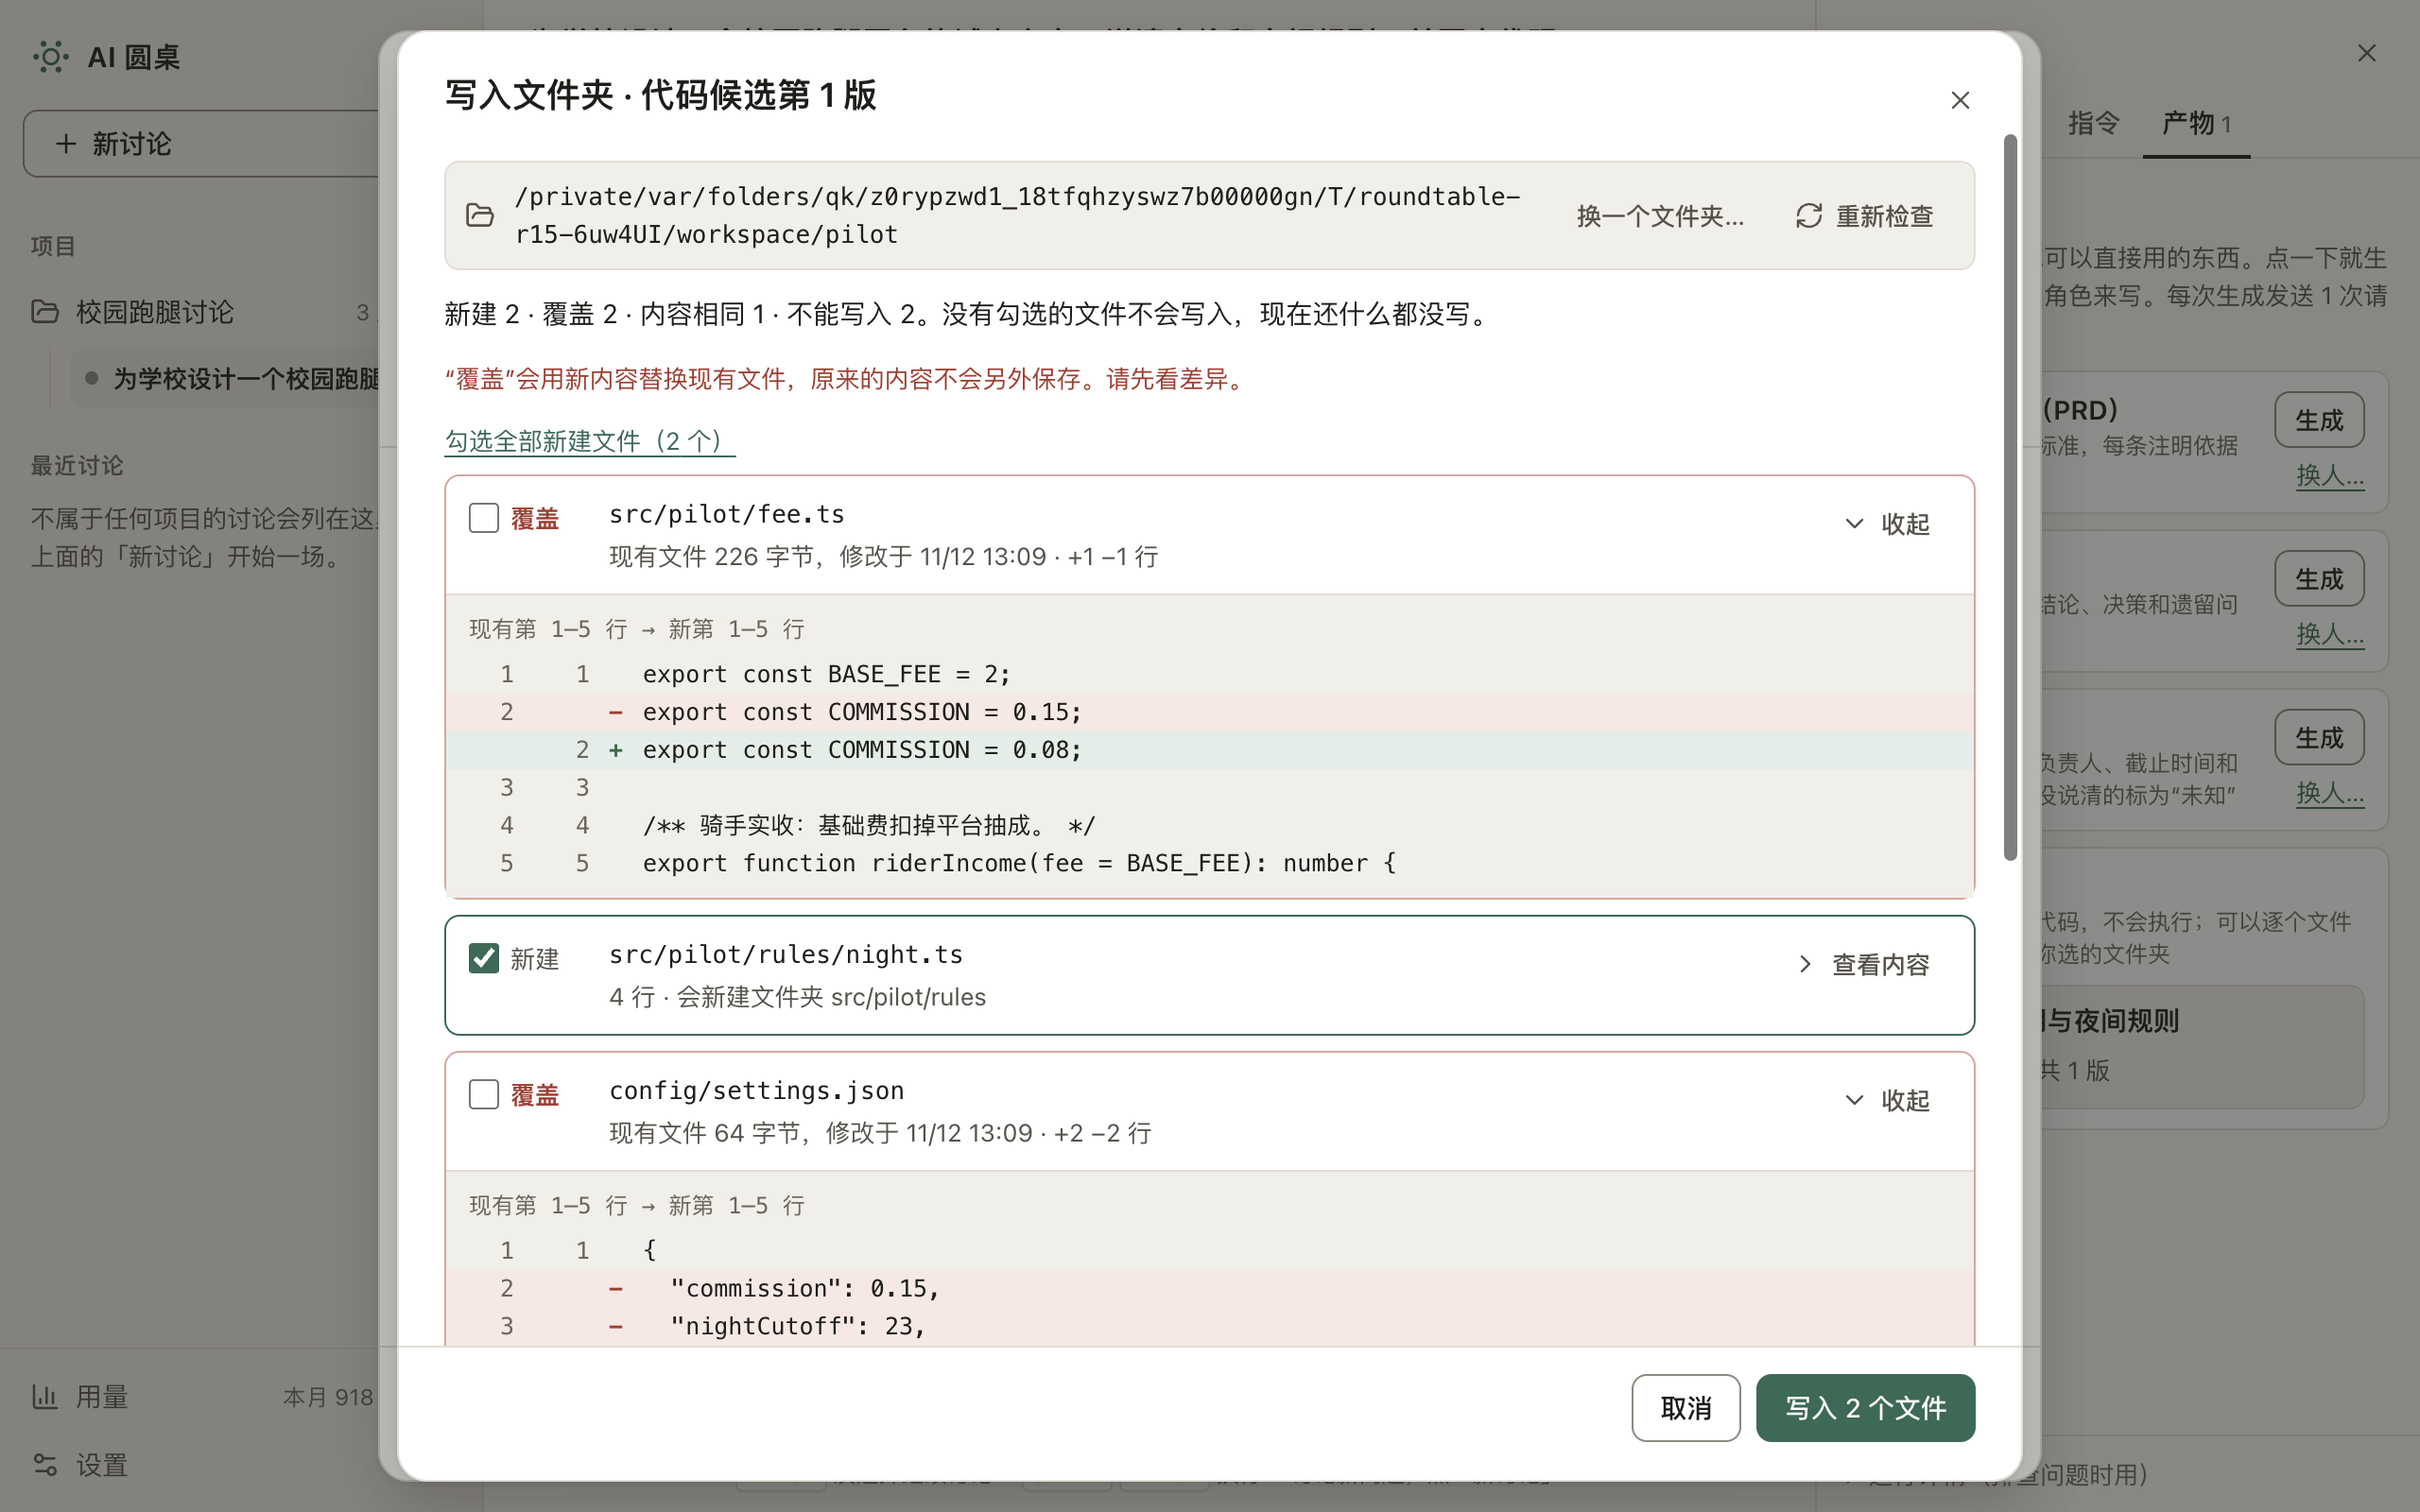 AI 圆桌
新讨论
项目
校园跑腿讨论 3
为学校设计一个校园跑腿
最近讨论
不属于任何项目的讨论会列在这
上面的「新讨论」开始一场。
用量 本月 918
设置
写入文件夹 · 代码候选第 1 版
/private/var/folders/qk/z0rypzwd1_18tfqhzyswz7b00000gn/T/roundtable-
r15-6uw4UI/workspace/pilot
换一个文件夹…
重新检查
新建 2 · 覆盖 2 · 内容相同 1 · 不能写入 2。没有勾选的文件不会写入，现在还什么都没写。
“覆盖”会用新内容替换现有文件，原来的内容不会另外保存。请先看差异。
勾选全部新建文件（2 个）
覆盖 src/pilot/fee.ts 收起
现有文件 226 字节，修改于 11/12 13:09 · +1 −1 行
现有第 1–5 行 → 新第 1–5 行
1 1 export const BASE_FEE = 2;
2 − export const COMMISSION = 0.15;
2 + export const COMMISSION = 0.08;
3 3
4 4 /** 骑手实收：基础费扣掉平台抽成。 */
5 5 export function riderIncome(fee = BASE_FEE): number {
新建 src/pilot/rules/night.ts 查看内容
4 行 · 会新建文件夹 src/pilot/rules
覆盖 config/settings.json 收起
现有文件 64 字节，修改于 11/12 13:09 · +2 −2 行
现有第 1–5 行 → 新第 1–5 行
1 1 {
2 − "commission": 0.15,
3 − "nightCutoff": 23,
取消
写入 2 个文件
指令
产物 1
可以直接用的东西。点一下就生
角色来写。每次生成发送 1 次请
(PRD)
标准，每条注明依据
生成
换人…
结论、决策和遗留问
生成
换人…
负责人、截止时间和
没说清的标为“未知”
生成
换人…
代码，不会执行；可以逐个文件
你选的文件夹
与夜间规则
共 1 版